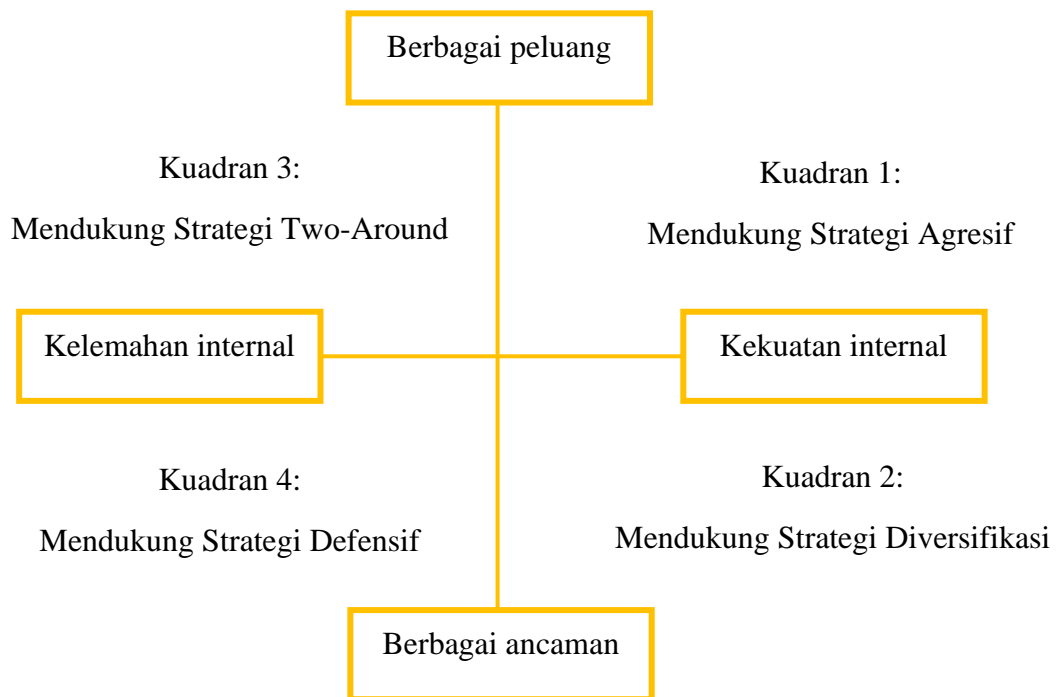 Berbagai peluang
Kuadran 3:
Mendukung Strategi Two-Around
Kuadran 1:
Mendukung Strategi Agresif
Kelemahan internal
Kekuatan internal
Kuadran 4:
Mendukung Strategi Defensif
Kuadran 2:
Mendukung Strategi Diversifikasi
Berbagai ancaman